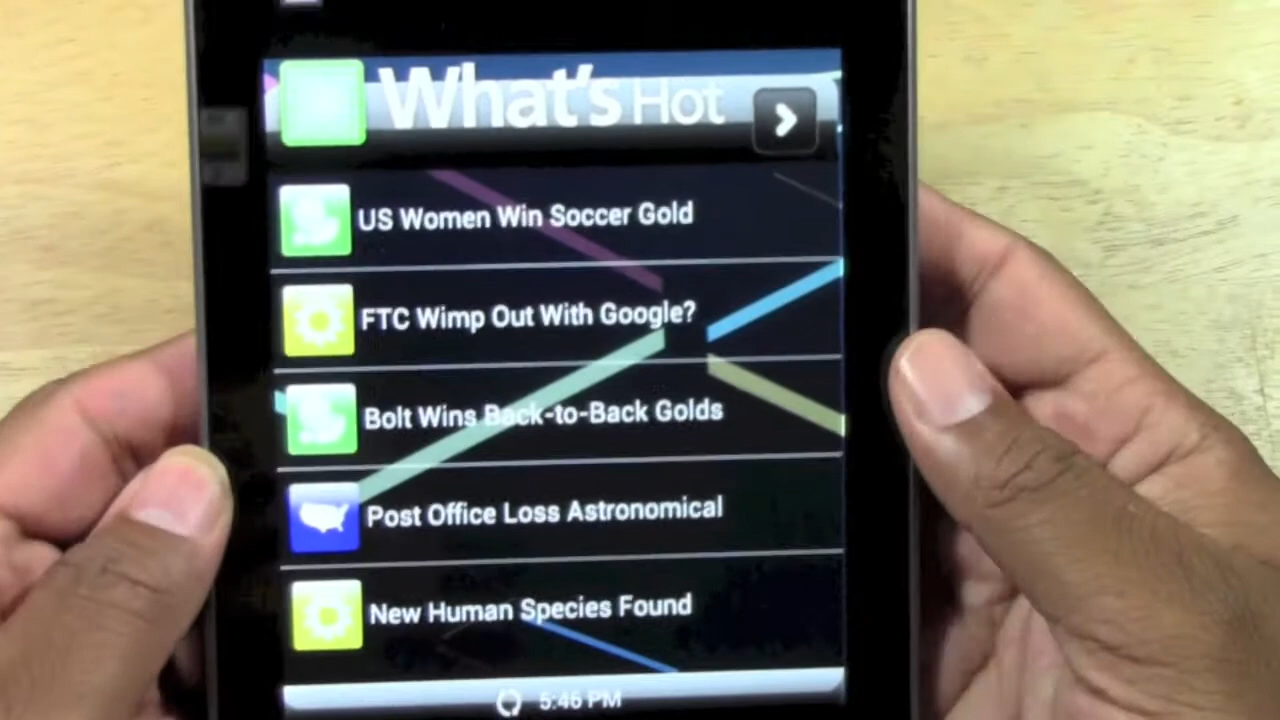 What's Hot
US Women Win Soccer Gold
FTC Wimp Out With Google?
Bolt Wins Back-to-Back Golds
Post Office Loss Astronomical
New Human Species Found
5:46 PM